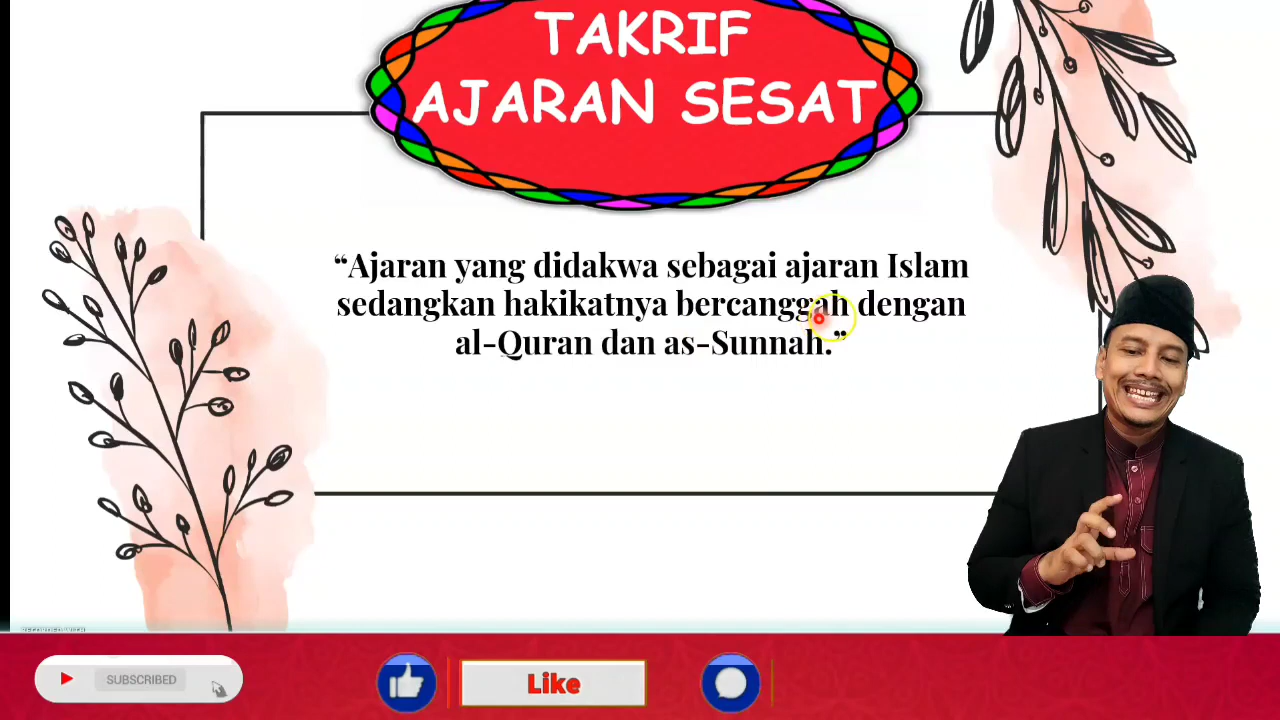 TAKRIF
AJARAN SESAT
“Ajaran yang didakwa sebagai ajaran Islam
sedangkan hakikatnya bercanggah dengan
al-Quran dan as-Sunnah.”
SUBSCRIBED
Like